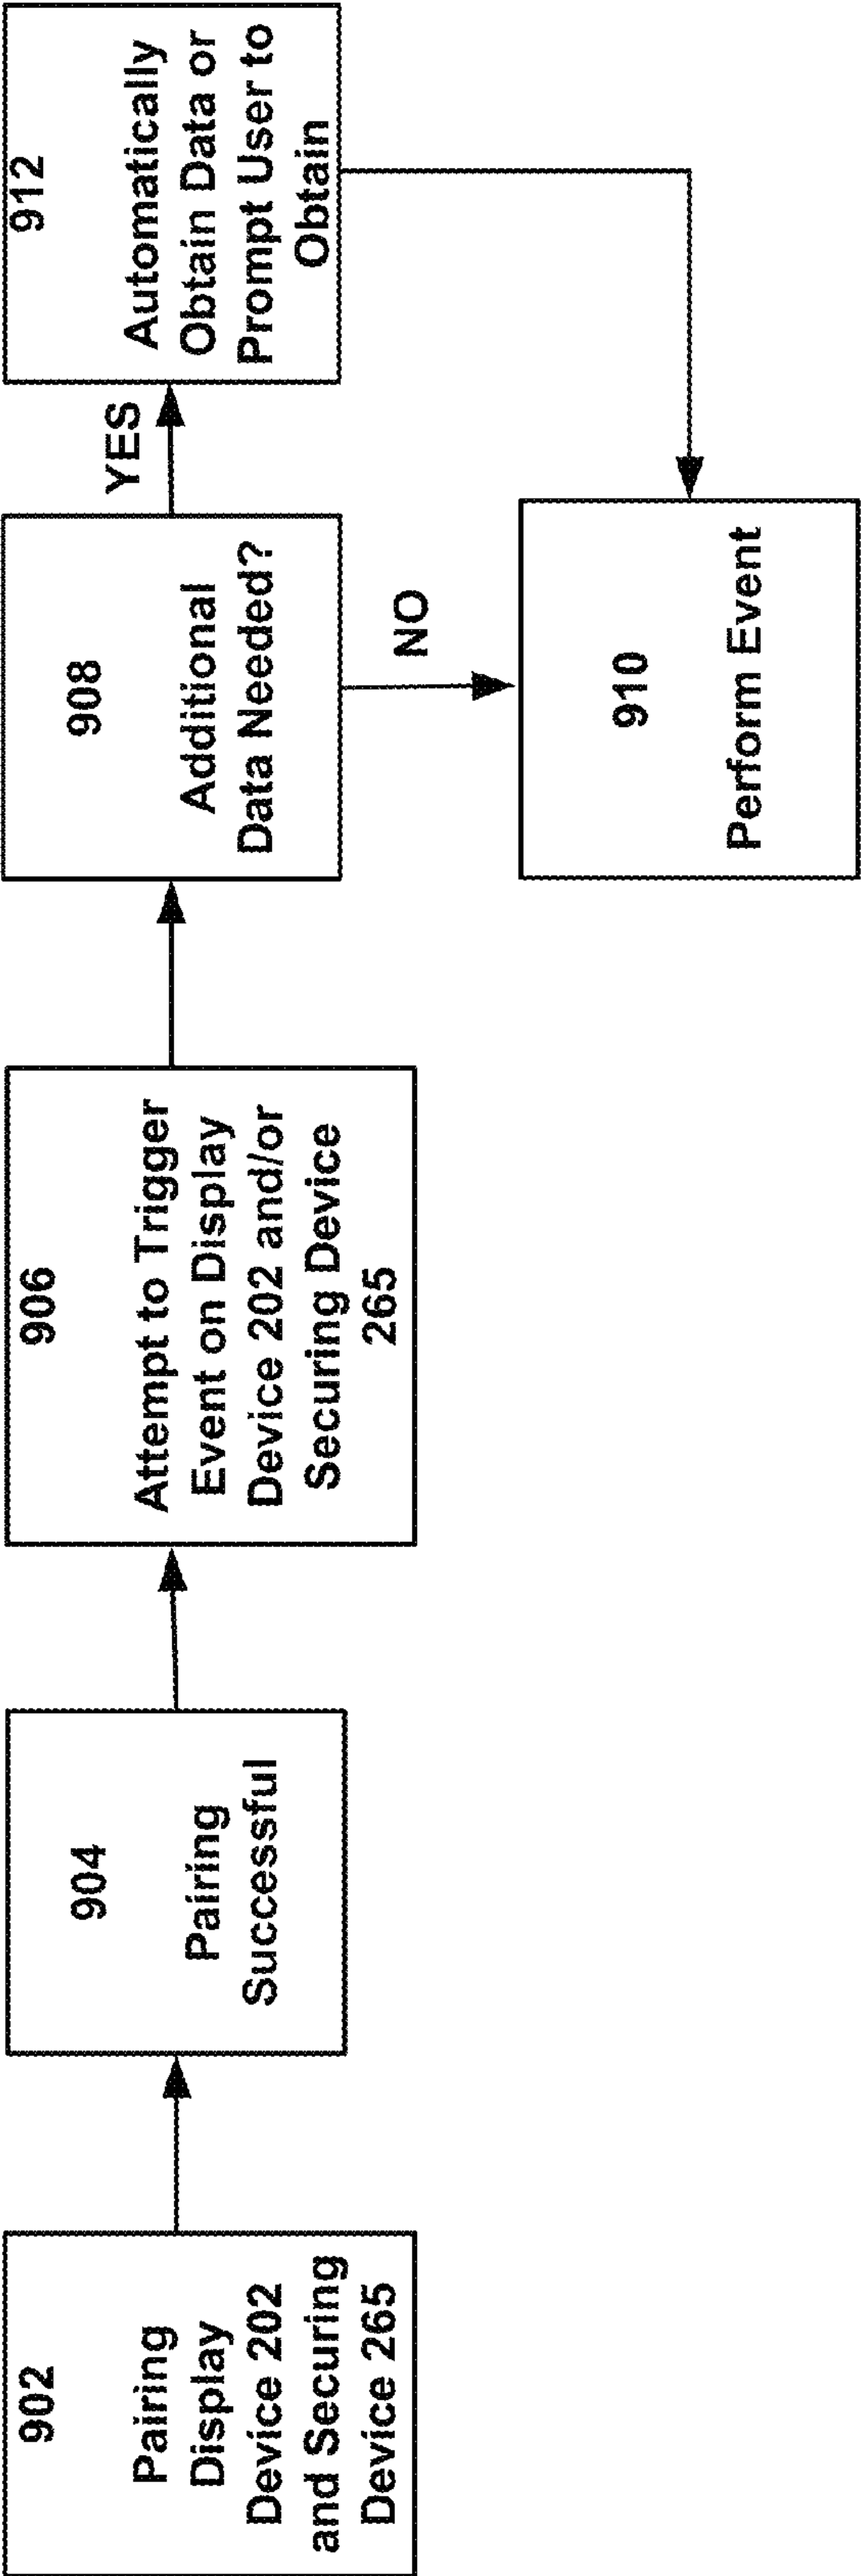 902
Pairing
Display
Device 202
and Securing
Device 265
904
Pairing
Successful
906
Attempt to Trigger
Event on Display
Device 202 and/or
Securing Device
265
908
Additional
Data Needed?
YES
912
Automatically
Obtain Data or
Prompt User to
Obtain
NO
910
Perform Event